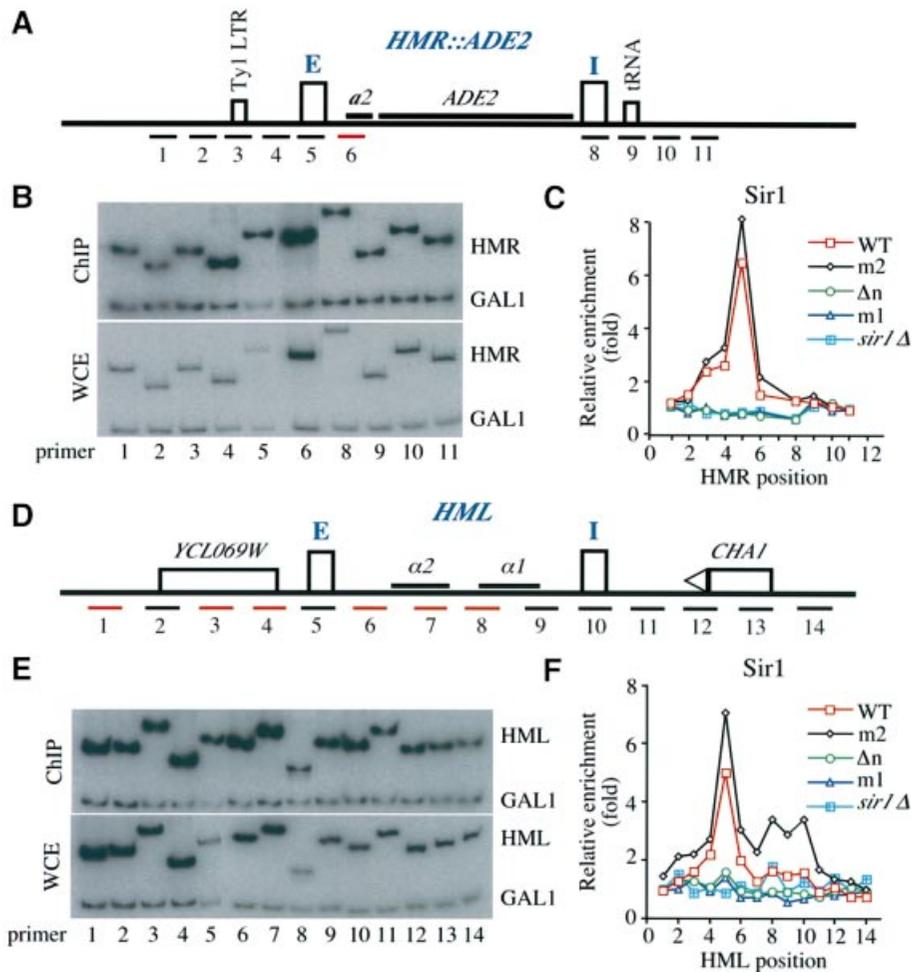 A
HMR::ADE2
Ty1 LTR
E
a2
ADE2
I
tRNA
1 2 3 4 5 6 8 9 10 11
B
ChIP
HMR
GAL1
WCE
HMR
GAL1
primer 1 2 3 4 5 6 8 9 10 11
C
Sir1
Relative enrichment
(fold)
8
6
4
2
0
WT
m2
Δn
m1
sir1Δ
0 2 4 6 8 10 12
HMR position
D
HML
YCL069W
E
α2
α1
I
CHA1
1 2 3 4 5 6 7 8 9 10 11 12 13 14
E
ChIP
HML
GAL1
WCE
HML
GAL1
primer 1 2 3 4 5 6 7 8 9 10 11 12 13 14
F
Sir1
Relative enrichment
(fold)
8
6
4
2
0
WT
m2
Δn
m1
sir1Δ
0 2 4 6 8 10 12 14
HML position